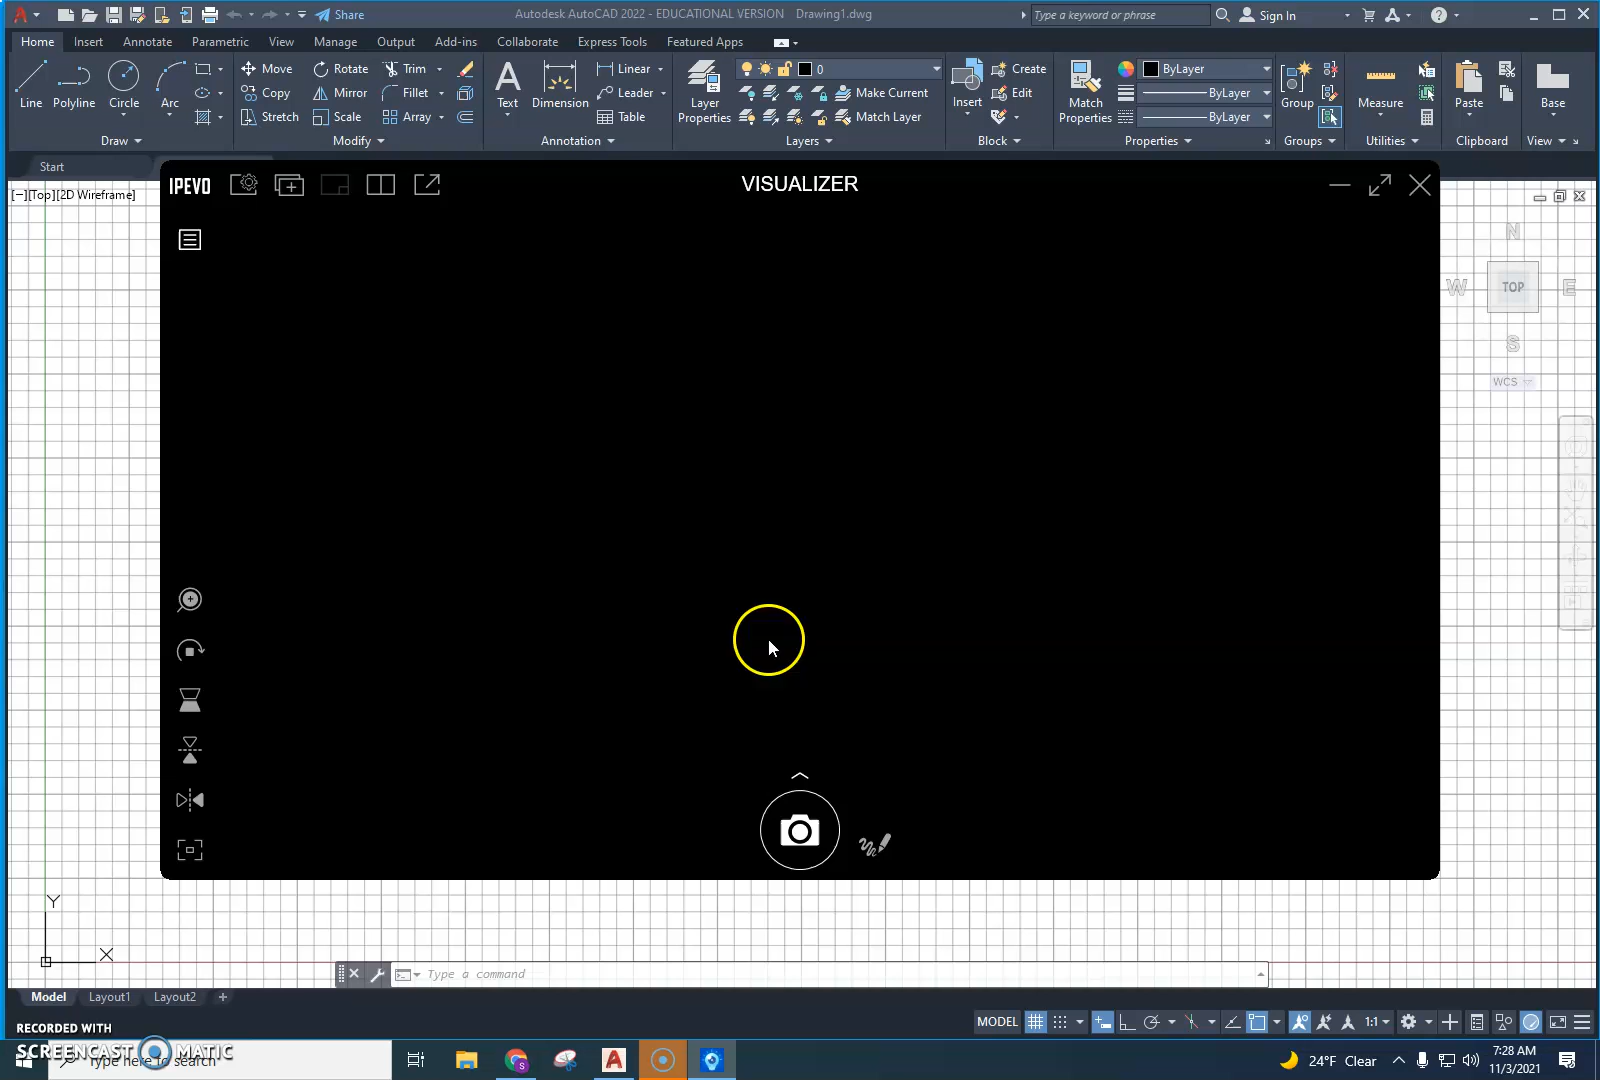 Share
Autodesk AutoCAD 2022 - EDUCATIONAL VERSION Drawing1.dwg
Type a keyword or phrase
Sign In
Home Insert Annotate Parametric View Manage Output Add-ins Collaborate Express Tools Featured Apps
Line Polyline Circle Arc
Move Rotate Trim
Copy Mirror Fillet
Stretch Scale Array
Text Dimension
Linear
Leader
Table
Layer
Properties
0
Make Current
Match Layer
Insert
Create
Edit
Match
Properties
ByLayer
ByLayer
ByLayer
Group
Measure
Paste
Base
Draw Modify Annotation Layers Block Properties Groups Utilities Clipboard View
Start
[−][Top][2D Wireframe]
IPEVO
VISUALIZER
N
W TOP E
S
WCS
Y
X
Type a command
Model Layout1 Layout2 +
MODEL
1:1
RECORDED WITH
SCREENCAST MATIC
Type here to search
24°F Clear
7:28 AM
11/3/2021